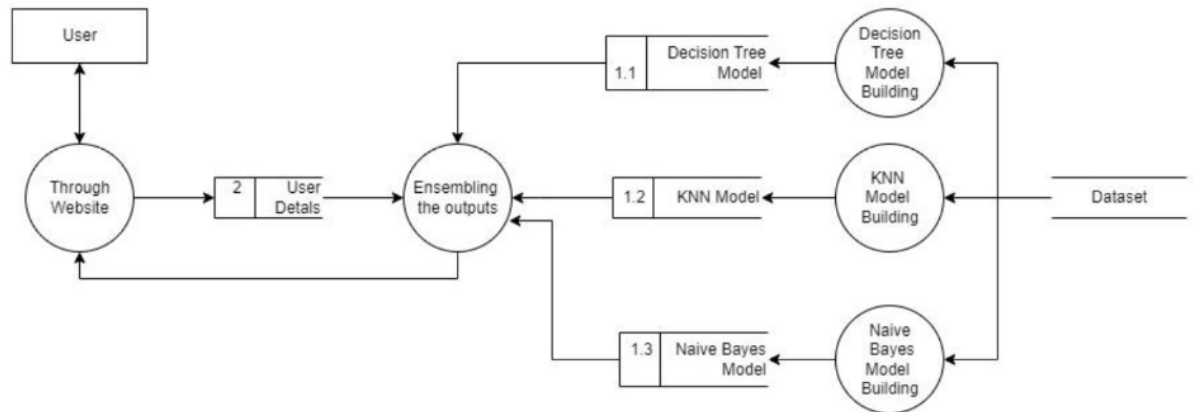 User
Decision Tree
Model
1.1
Decision
Tree
Model
Building
Through
Website
2
User
Detals
Ensembling
the outputs
1.2
KNN Model
KNN
Model
Building
Dataset
1.3
Naive Bayes
Model
Naive
Bayes
Model
Building